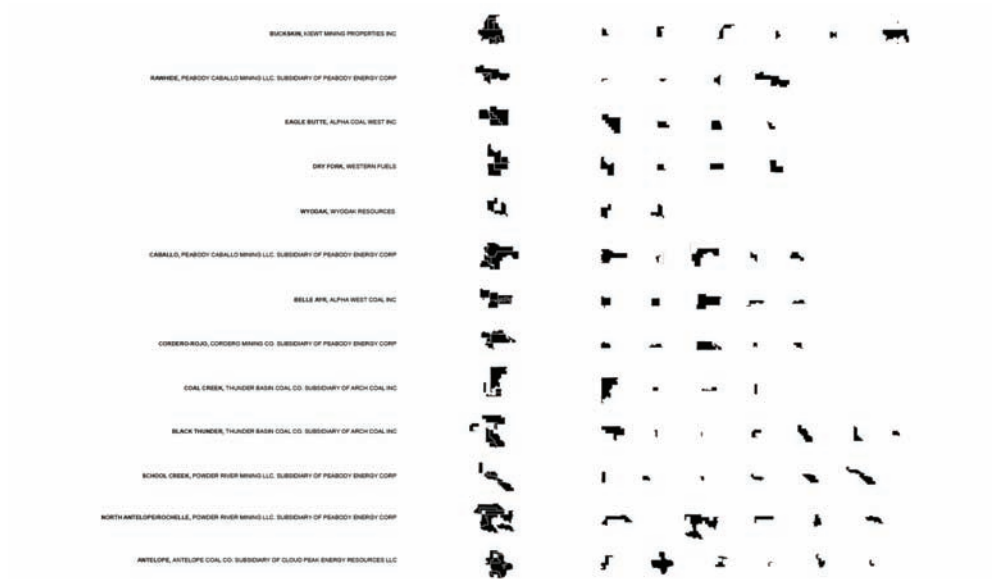 BUCKSKIN, KIEWT MINING PROPERTIES INC
RAWHIDE, PEABODY CABALLO MINING LLC. SUBSIDIARY OF PEABODY ENERGY CORP
EAGLE BUTTE, ALPHA COAL WEST INC
DRY FORK, WESTERN FUELS
WYODAK, WYODAK RESOURCES
CABALLO, PEABODY CABALLO MINING LLC. SUBSIDIARY OF PEABODY ENERGY CORP
BELLE AYR, ALPHA WEST COAL INC
CORDERO-ROJO, CORDERO MINING CO. SUBSIDIARY OF PEABODY ENERGY CORP
COAL CREEK, THUNDER BASIN COAL CO. SUBSIDIARY OF ARCH COAL INC
BLACK THUNDER, THUNDER BASIN COAL CO. SUBSIDIARY OF ARCH COAL INC
SCHOOL CREEK, POWDER RIVER MINING LLC. SUBSIDIARY OF PEABODY ENERGY CORP
NORTH ANTELOPE/ROCHELLE, POWDER RIVER MINING LLC. SUBSIDIARY OF PEABODY ENERGY CORP
ANTELOPE, ANTELOPE COAL CO. SUBSIDIARY OF CLOUD PEAK ENERGY RESOURCES LLC